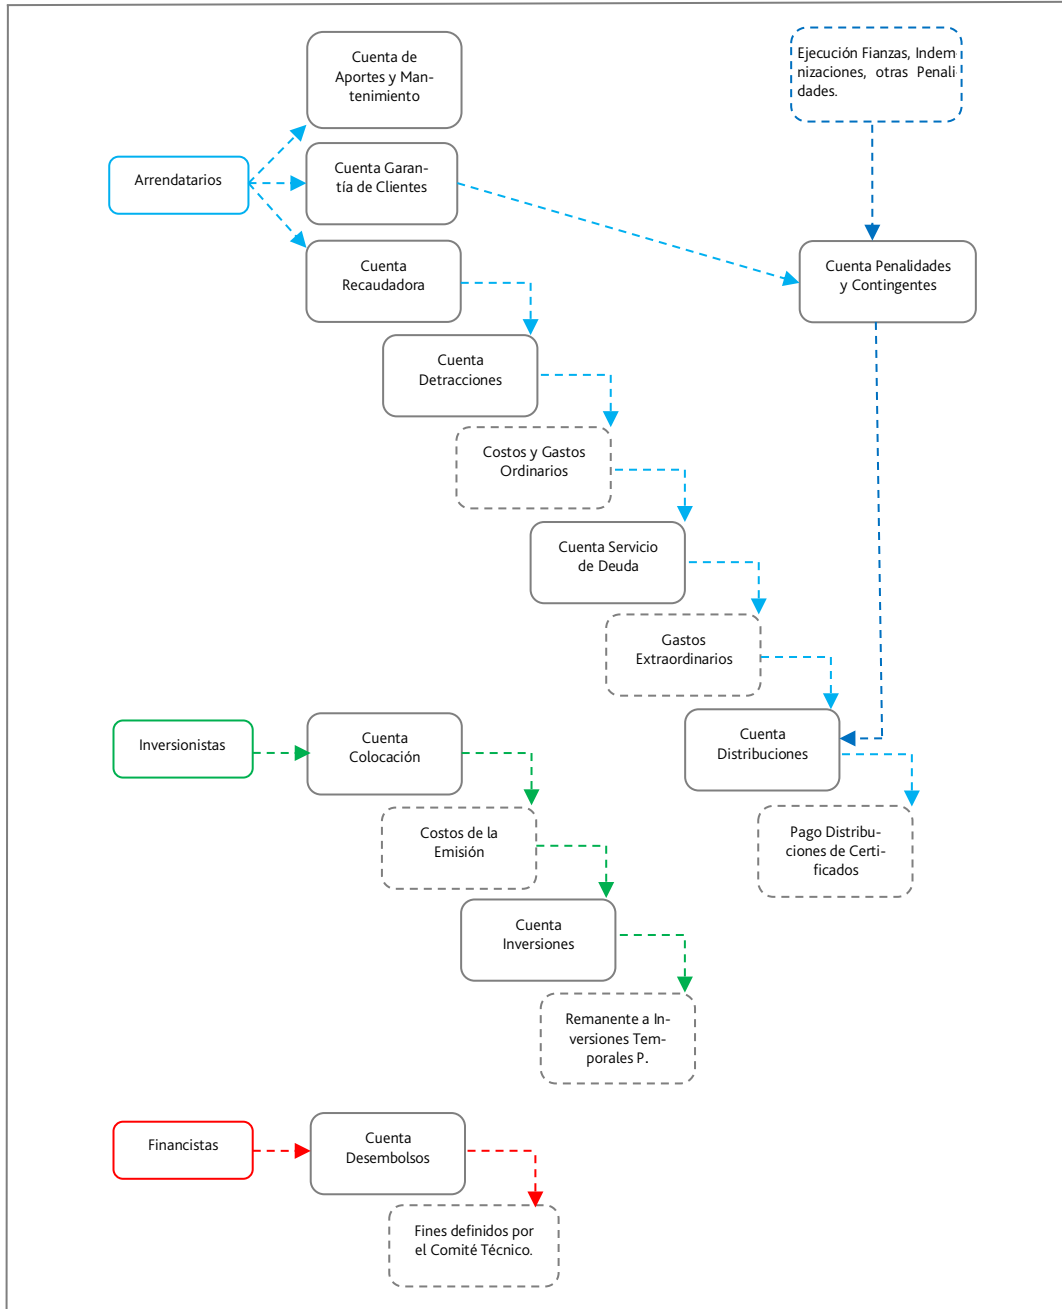 Cuenta de
Aportes y Man-
tenimiento
Ejecución Fianzas, Indem
nizaciones, otras Penali
dades.
Arrendatarios
Cuenta Garan-
tía de Clientes
Cuenta
Recaudadora
Cuenta Penalidades
y Contingentes
Cuenta
Detracciones
Costos y Gastos
Ordinarios
Cuenta Servicio
de Deuda
Gastos
Extraordinarios
Cuenta
Distribuciones
Pago Distribu-
ciones de Certi-
ficados
Inversionistas
Cuenta
Colocación
Costos de la
Emisión
Cuenta
Inversiones
Remanente a In-
versiones Tem-
porales P.
Financistas
Cuenta
Desembolsos
Fines definidos por
el Comité Técnico.